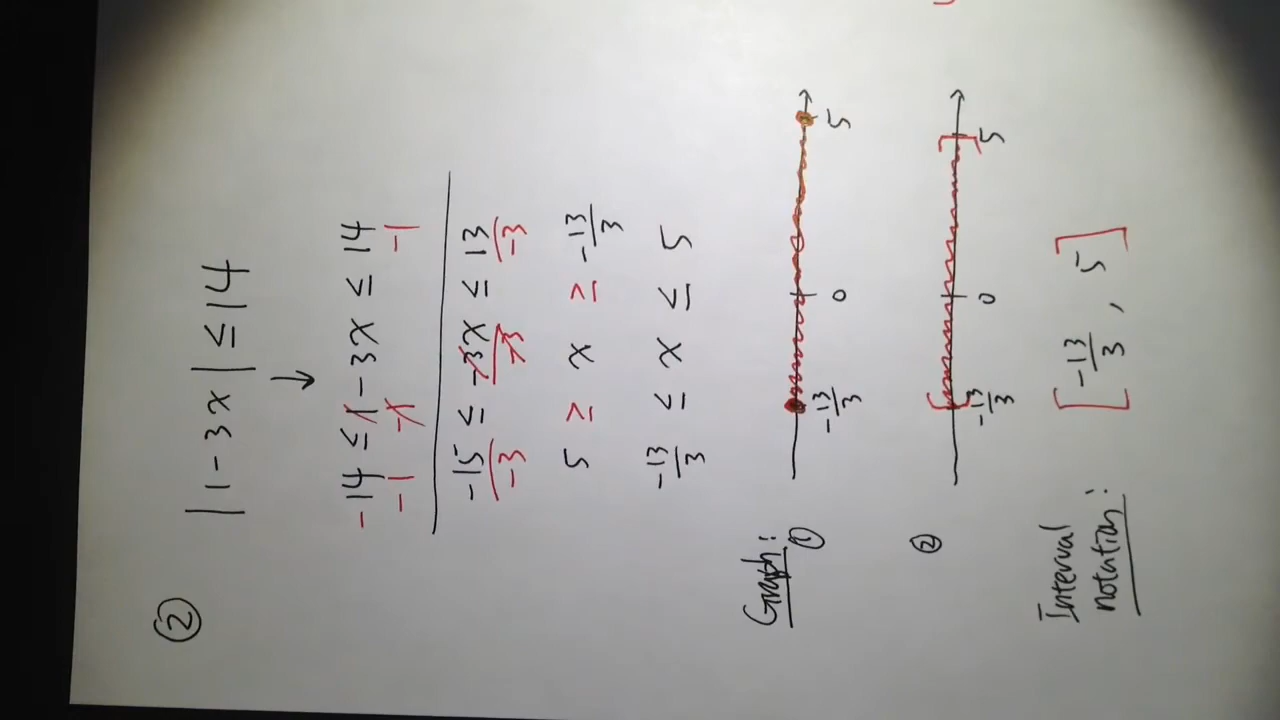 ② |1 - 3x| ≤ 14
↓
-14 ≤ 1 - 3x ≤ 14
-1 -1 -1
-15 ≤ -3x ≤ 13
-3 -3 -3
5 ≥ x ≥ -13/3
-13/3 ≤ x ≤ 5
Graph:
①
-13/3 0 5
②
-13/3 0 5
Interval notation: [-13/3, 5]